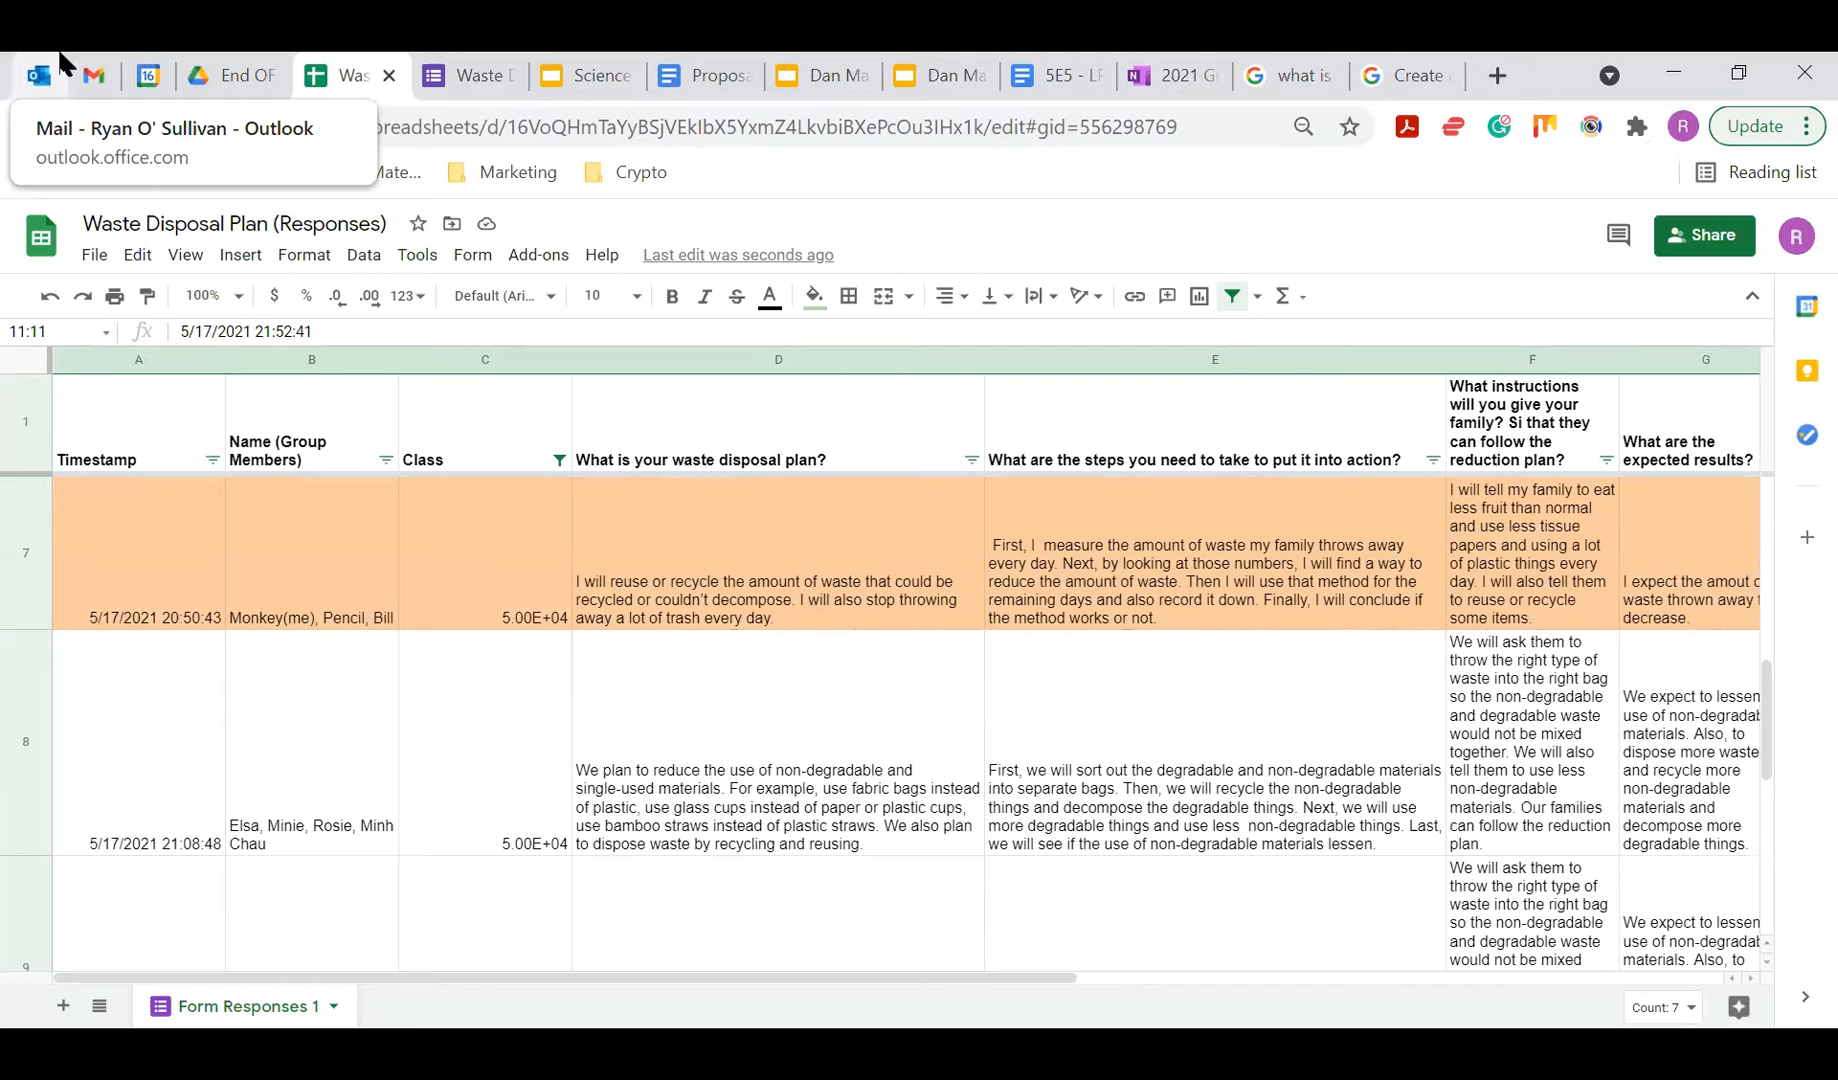 End OF
Was
Waste D
Science
Proposa
Dan Ma
Dan Ma
5E5 - LF
2021 G
what is
Create
Mail - Ryan O' Sullivan - Outlook
outlook.office.com
preadsheets/d/16VoQHmTaYyBSjVEkIbX5YxmZ4LkvbiBXePcOu3IHx1k/edit#gid=556298769
R
Update
Mate...
Marketing
Crypto
Reading list
Waste Disposal Plan (Responses)
File Edit View Insert Format Data Tools Form Add-ons Help Last edit was seconds ago
Share
R
100% $ % .0 .00 123 Default (Ari... 10 B I S A
11:11
fx
5/17/2021 21:52:41
A B C D E F G
1
Timestamp
Name (Group
Members)
Class
What is your waste disposal plan?
What are the steps you need to take to put it into action?
What instructions
will you give your
family? Si that they
can follow the
reduction plan?
What are the
expected results?
7
5/17/2021 20:50:43
Monkey(me), Pencil, Bill
5.00E+04
I will reuse or recycle the amount of waste that could be
recycled or couldn't decompose. I will also stop throwing
away a lot of trash every day.
First, I  measure the amount of waste my family throws away
every day. Next, by looking at those numbers, I will find a way to
reduce the amount of waste. Then I will use that method for the
remaining days and also record it down. Finally, I will conclude if
the method works or not.
I will tell my family to eat
less fruit than normal
and use less tissue
papers and using a lot
of plastic things every
day. I will also tell them
to reuse or recycle
some items.
I expect the amout o
waste thrown away t
decrease.
8
5/17/2021 21:08:48
Elsa, Minie, Rosie, Minh
Chau
5.00E+04
We plan to reduce the use of non-degradable and
single-used materials. For example, use fabric bags instead
of plastic, use glass cups instead of paper or plastic cups,
use bamboo straws instead of plastic straws. We also plan
to dispose waste by recycling and reusing.
First, we will sort out the degradable and non-degradable materials
into separate bags. Then, we will recycle the non-degradable
things and decompose the degradable things. Next, we will use
more degradable things and use less  non-degradable things. Last,
we will see if the use of non-degradable materials lessen.
We will ask them to
throw the right type of
waste into the right bag
so the non-degradable
and degradable waste
would not be mixed
together. We will also
tell them to use less
non-degradable
materials. Our families
can follow the reduction
plan.
We expect to lessen
use of non-degradab
materials. Also, to
dispose more waste
and recycle more
non-degradable
materials and
decompose more
degradable things.
9
We will ask them to
throw the right type of
waste into the right bag
so the non-degradable
and degradable waste
would not be mixed
We expect to lessen
use of non-degradab
materials. Also, to
Form Responses 1
Count: 7